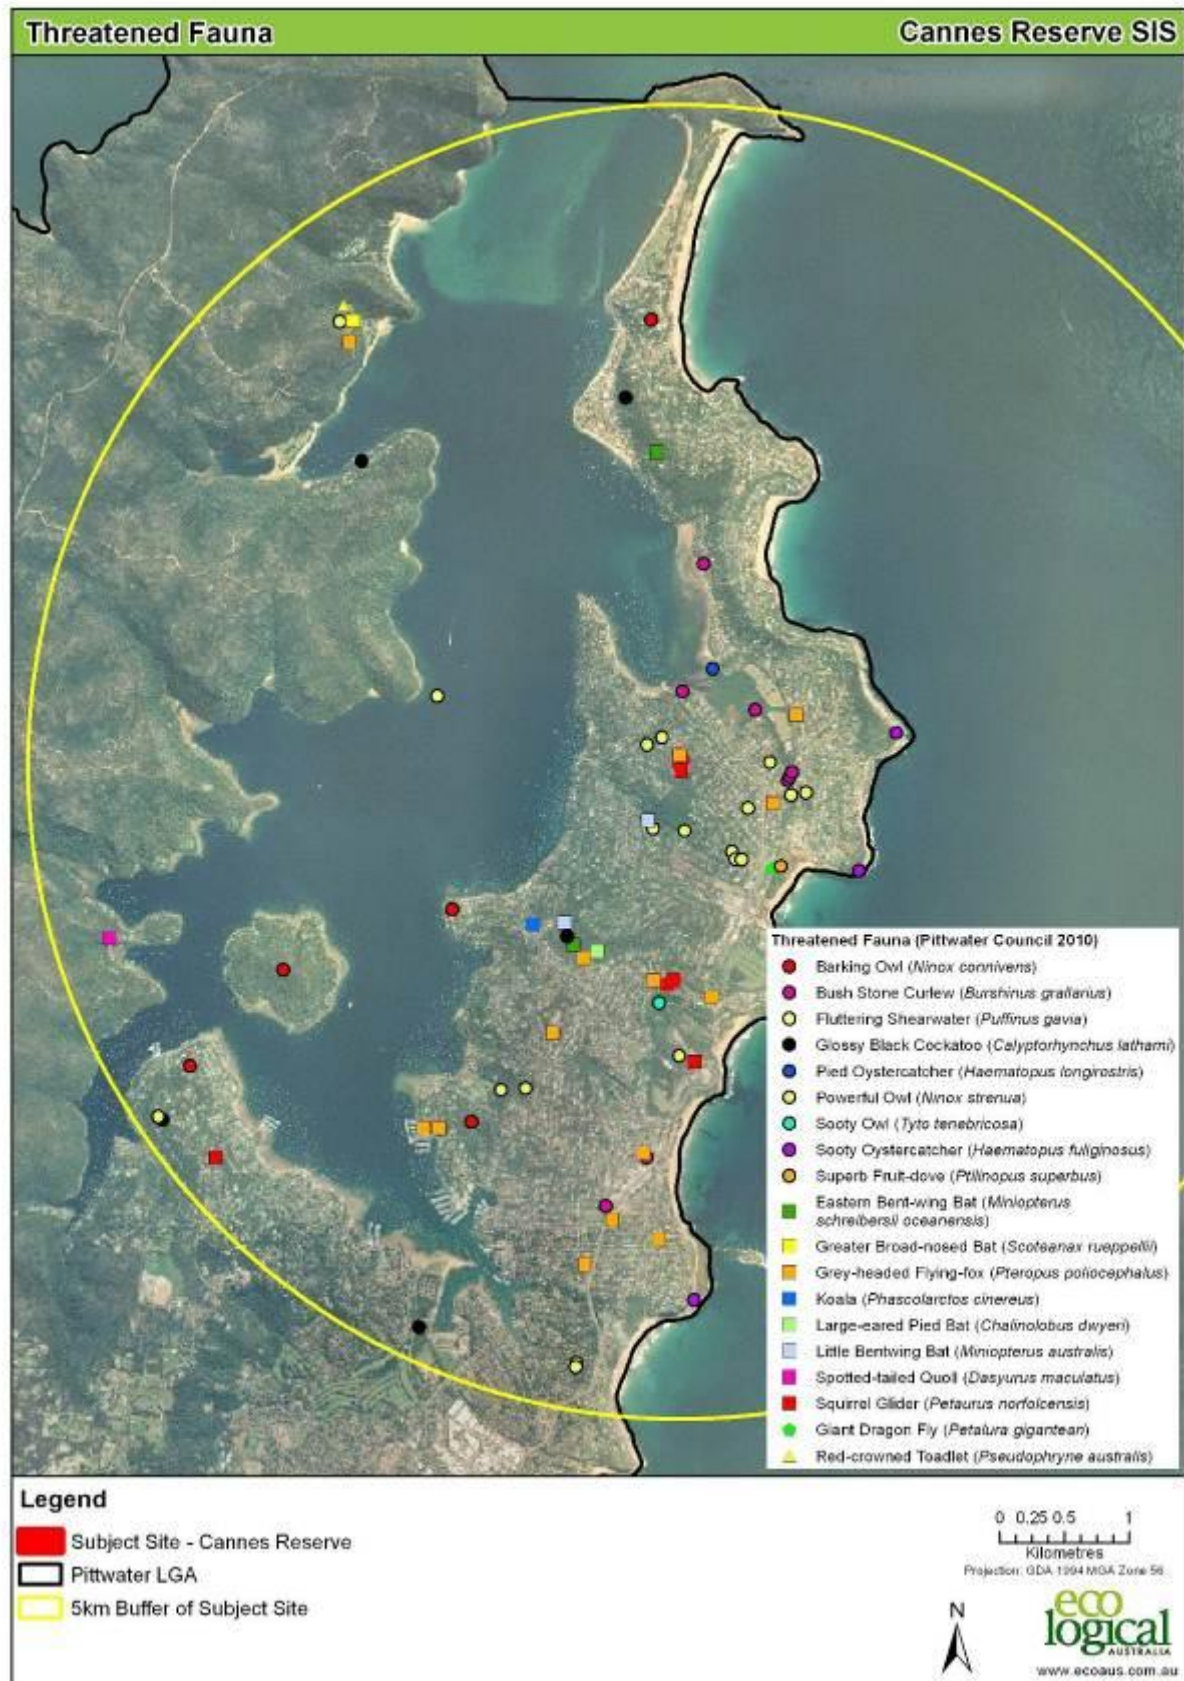 Threatened Fauna Cannes Reserve SIS
Threatened Fauna (Pittwater Council 2010)
Barking Owl (Ninox connivens)
Bush Stone Curlew (Burshinus grallarius)
Fluttering Shearwater (Puffinus gavia)
Glossy Black Cockatoo (Calyptorhynchus lathami)
Pied Oystercatcher (Haematopus longirostris)
Powerful Owl (Ninox strenua)
Sooty Owl (Tyto tenebricosa)
Sooty Oystercatcher (Haematopus fuliginosus)
Superb Fruit-dove (Ptilinopus superbus)
Eastern Bent-wing Bat (Miniopterus
schreibersii oceanensis)
Greater Broad-nosed Bat (Scoteanax rueppellii)
Grey-headed Flying-fox (Pteropus poliocephalus)
Koala (Phascolarctos cinereus)
Large-eared Pied Bat (Chalinolobus dwyeri)
Little Bentwing Bat (Miniopterus australis)
Spotted-tailed Quoll (Dasyurus maculatus)
Squirrel Glider (Petaurus norfolcensis)
Giant Dragon Fly (Petalura gigantean)
Red-crowned Toadlet (Pseudophryne australis)
Legend
Subject Site - Cannes Reserve
Pittwater LGA
5km Buffer of Subject Site
0 0.25 0.5 1
Kilometres
Projection: GDA 1994 MGA Zone 56
N
eco
logical
AUSTRALIA
www.ecoaus.com.au